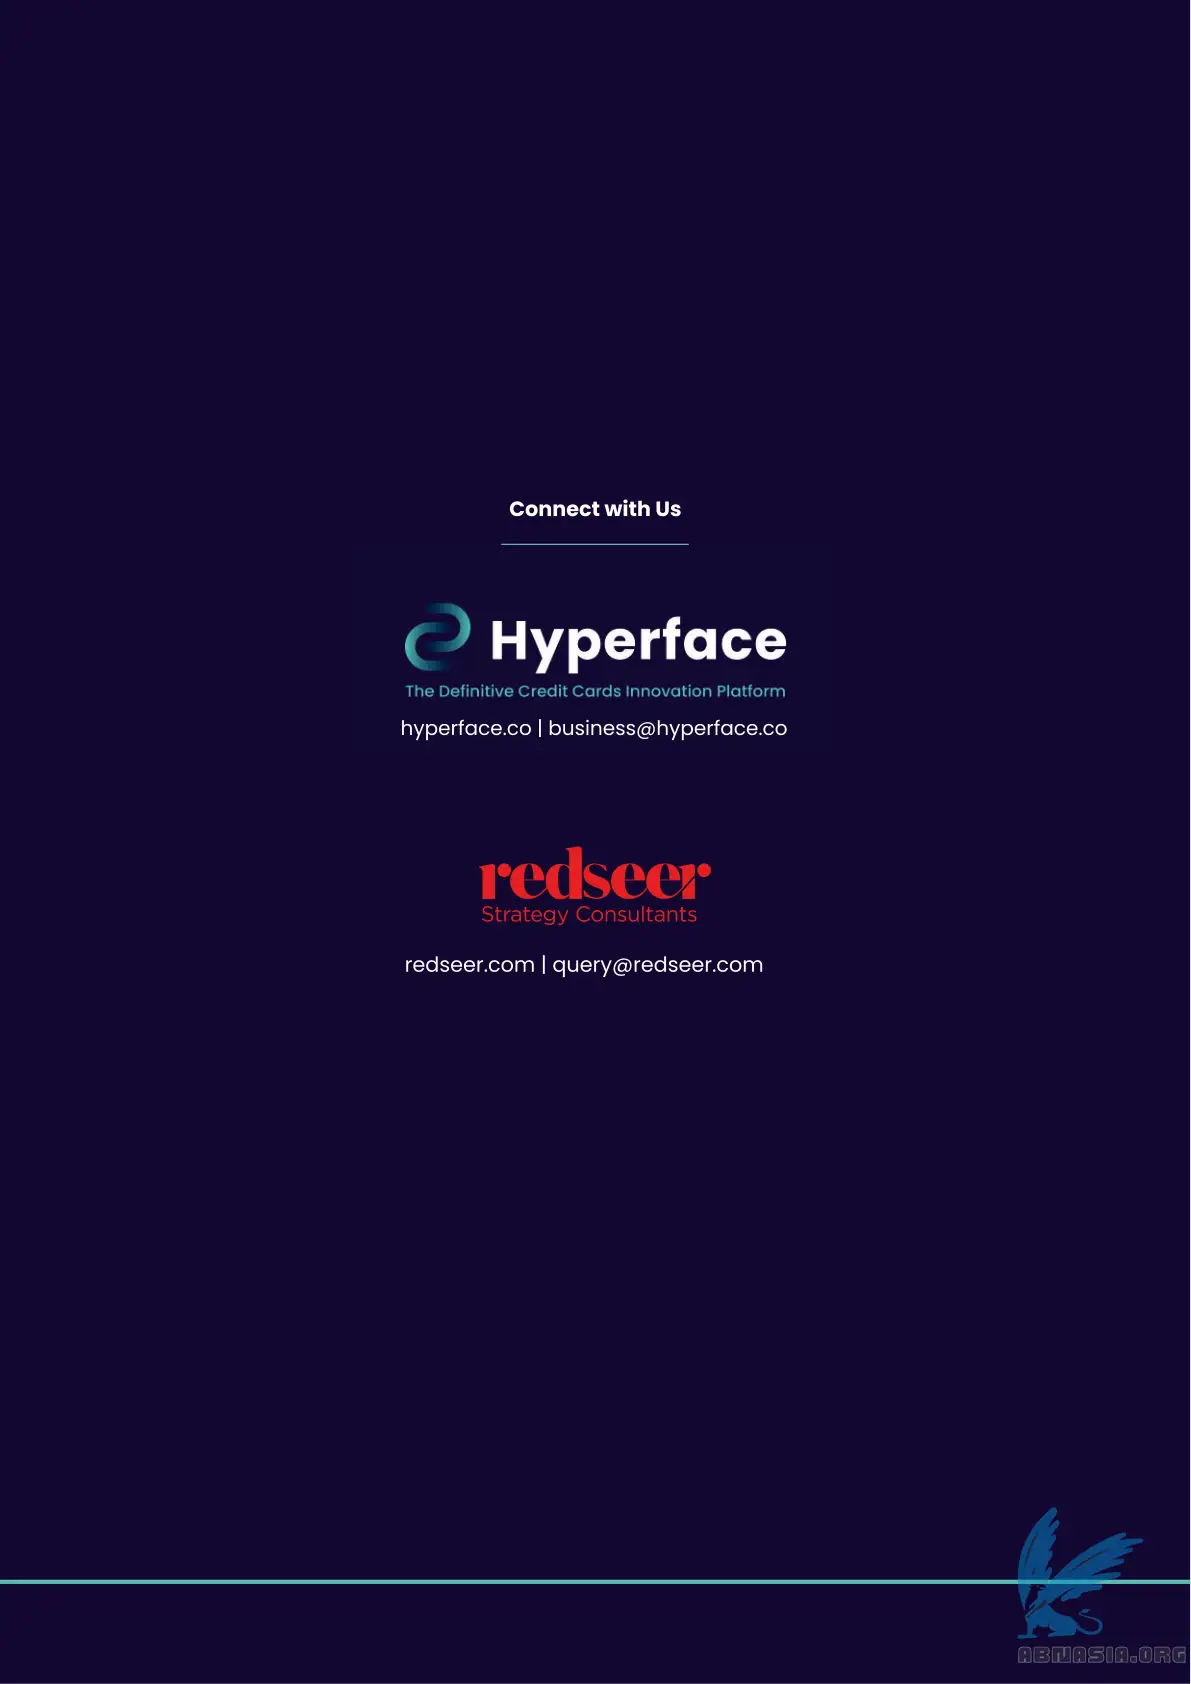 Connect with Us
Hyperface
The Definitive Credit Cards Innovation Platform
hyperface.co | business@hyperface.co
redseer
Strategy Consultants
redseer.com | query@redseer.com
ABNASIA.ORG